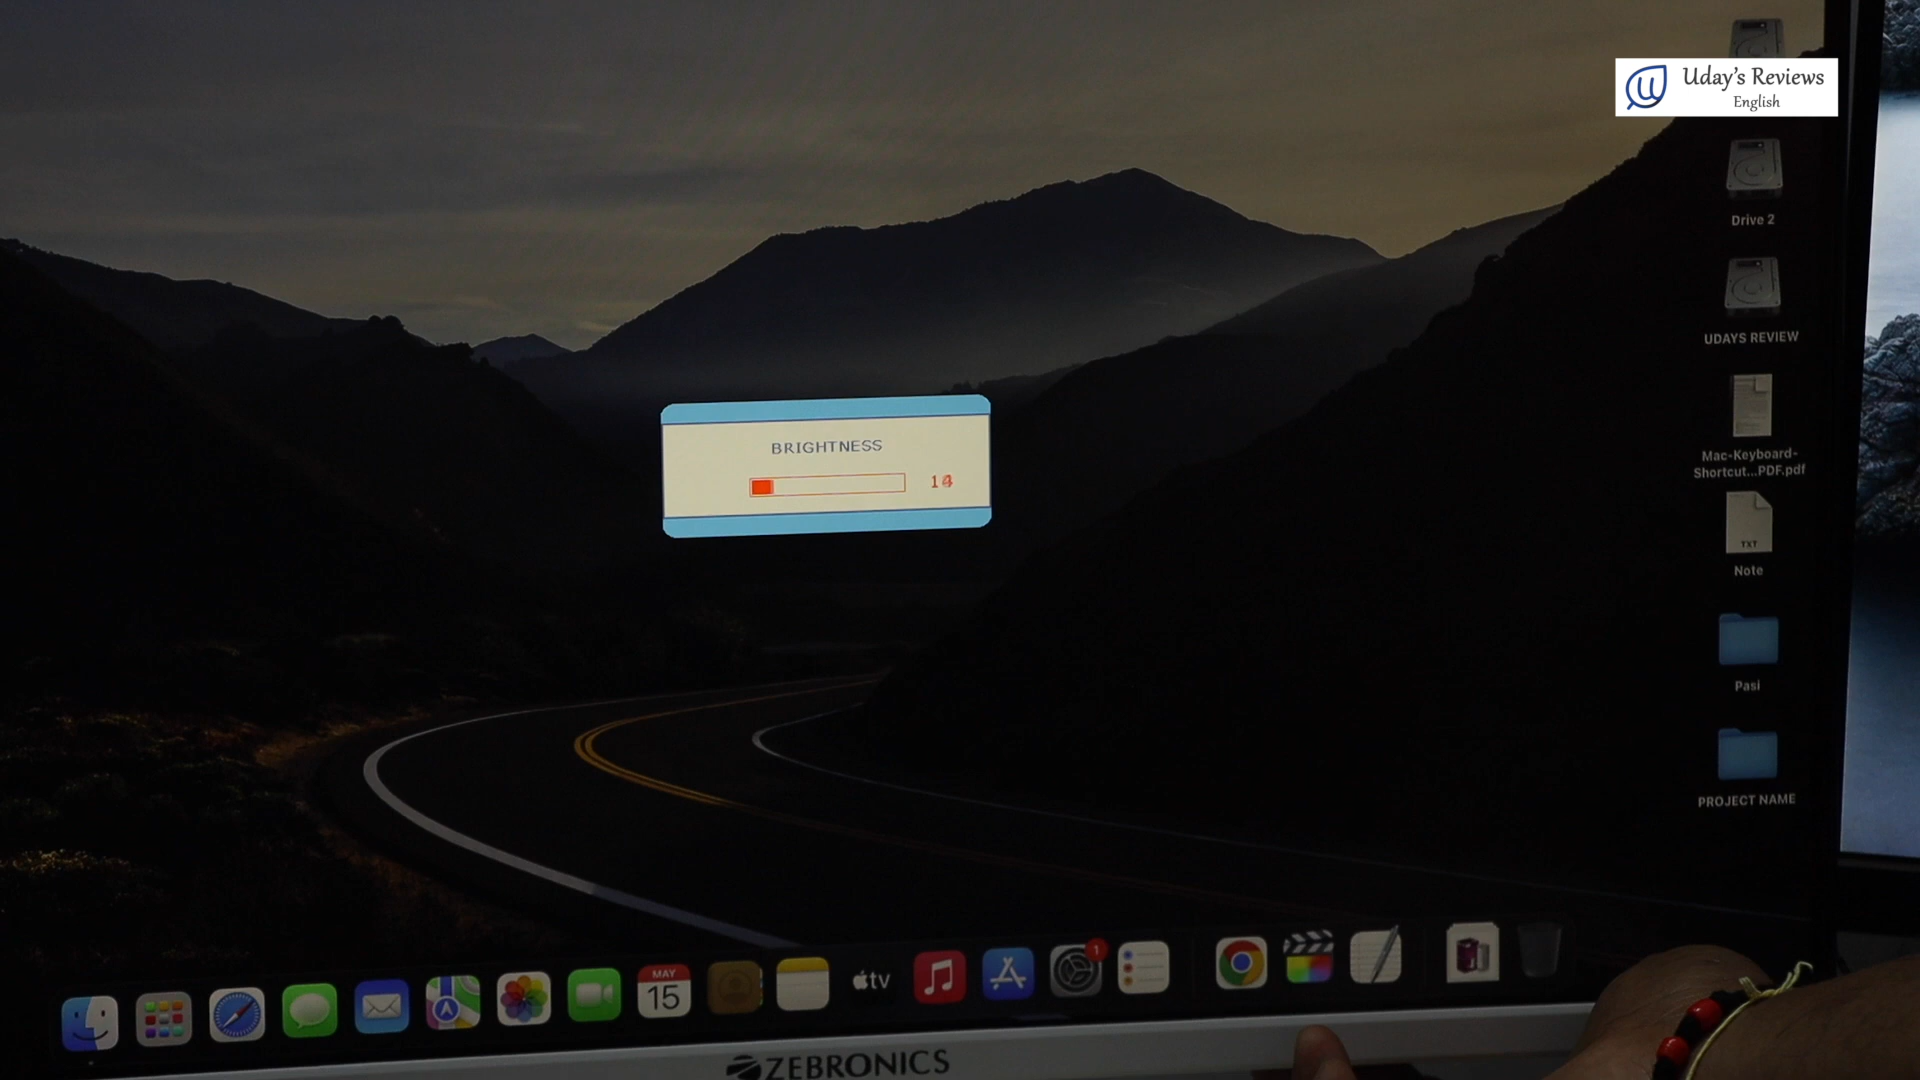 Uday's Reviews
English
Drive 2
UDAYS REVIEW
BRIGHTNESS
Mac-Keyboard-
Shortcut...PDF.pdf
TXT
Note
Pasi
PROJECT NAME
MAY
15
tv
1
ZEBRONICS